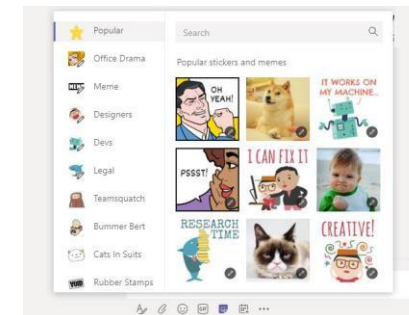 Popular
Office Drama
Meme
Designers
Devs
Legal
Teamsquatch
Bummer Bert
Cats In Suits
Rubber Stamps
Search
Popular stickers and memes
OH
YEAH!
IT WORKS ON
MY MACHINE...
PSSST!
I CAN FIX IT
RESEARCH
TIME
CREATIVE!
GIF